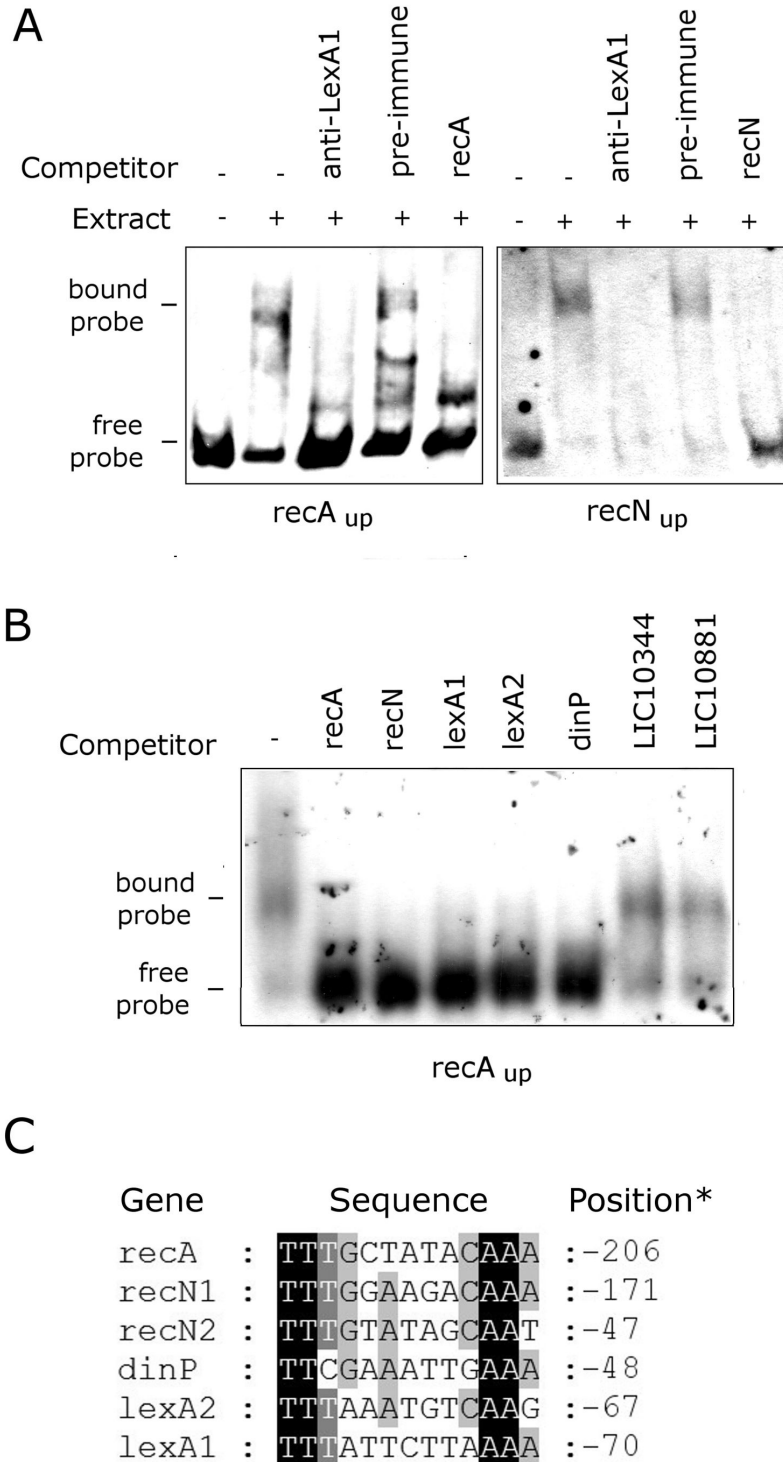 A
anti-LexA1 pre-immune recA anti-LexA1 pre-immune recN
Competitor - - - -
Extract - + + + + - + + + +
bound
probe
free
probe
recA up recN up
B
recA recN lexA1 lexA2 dinP LIC10344 LIC10881
Competitor -
bound
probe
free
probe
recA up
C
Gene Sequence Position*
recA : TTTGCTATACAAA :-206
recN1 : TTTGGAAGACAAA :-171
recN2 : TTTGTATAGCAAT :-47
dinP : TTCGAAATTGAAA :-48
lexA2 : TTTAAATGTCAAG :-67
lexA1 : TTTATTCTTAAAA :-70